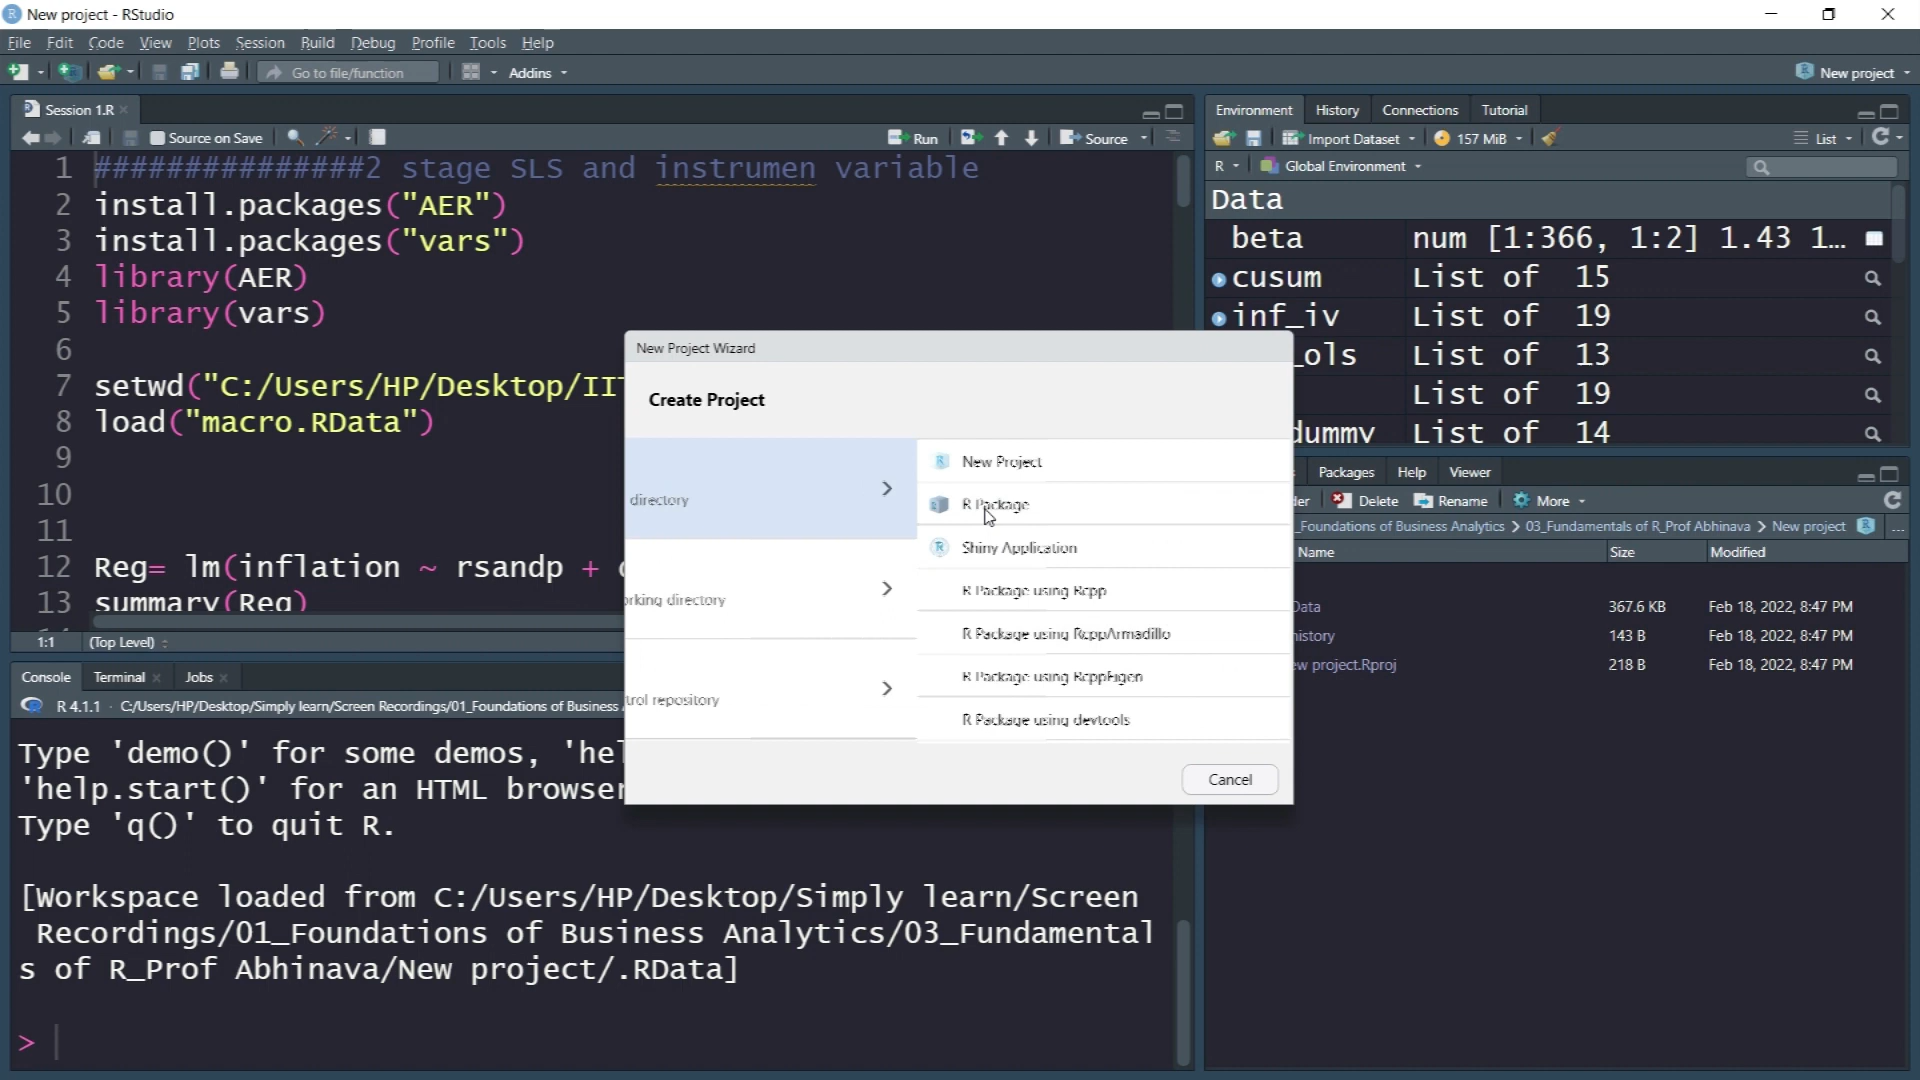 New project - RStudio
File Edit Code View Plots Session Build Debug Profile Tools Help
Go to file/function Addins New project
Session 1.R
Source on Save Run Source
1 ###############2 stage SLS and instrumen variable
2 install.packages("AER")
3 install.packages("vars")
4 library(AER)
5 library(vars)
6
7 setwd("C:/Users/HP/Desktop/II
8 load("macro.RData")
9
10
11
12 Reg= lm(inflation ~ rsandp +
13 summary(Reg)
1:1 (Top Level)
Console Terminal Jobs
R 4.1.1 · C:/Users/HP/Desktop/Simply learn/Screen Recordings/01_Foundations of Business
Type 'demo()' for some demos, 'hel
'help.start()' for an HTML browser
Type 'q()' to quit R.
[Workspace loaded from C:/Users/HP/Desktop/Simply learn/Screen
Recordings/01_Foundations of Business Analytics/03_Fundamental
s of R_Prof Abhinava/New project/.RData]
>
New Project Wizard
Create Project
directory
rking directory
trol repository
New Project
R Package
Shiny Application
R Package using Rcpp
R Package using RcppArmadillo
R Package using RcppEigen
R Package using devtools
Cancel
Environment History Connections Tutorial
Import Dataset 157 MiB List
R Global Environment
Data
beta num [1:366, 1:2] 1.43 1...
cusum List of 15
inf_iv List of 19
_ols List of 13
List of 19
dummy List of 14
Packages Help Viewer
der Delete Rename More
_Foundations of Business Analytics > 03_Fundamentals of R_Prof Abhinava > New project ...
Name Size Modified
Data 367.6 KB Feb 18, 2022, 8:47 PM
history 143 B Feb 18, 2022, 8:47 PM
ew project.Rproj 218 B Feb 18, 2022, 8:47 PM